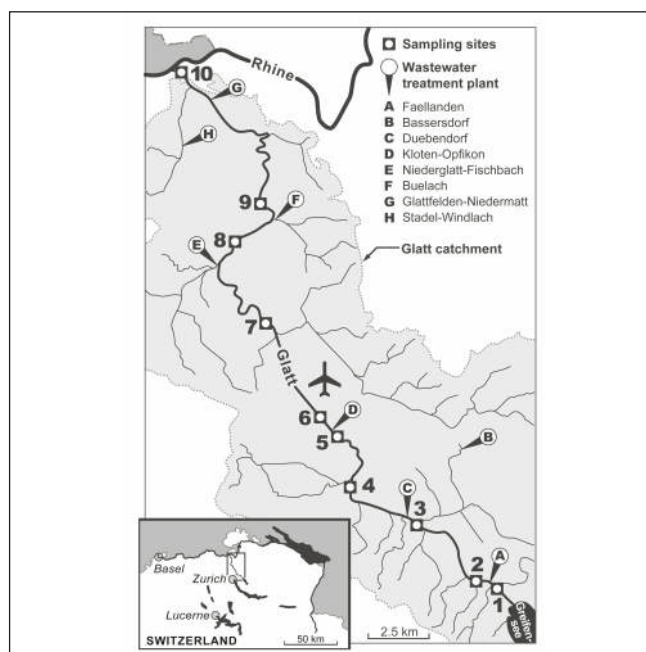 Sampling sites
Wastewater
treatment plant
A Faellanden
B Bassersdorf
C Duebendorf
D Kloten-Opfikon
E Niederglatt-Fischbach
F Buelach
G Glattfelden-Niedermatt
H Stadel-Windlach
Glatt catchment
Rhine
10
G
H
9
F
8
E
7
Glatt
6
D
5
B
4
C
3
2
A
1
Greifen-
see
2.5 km
Basel
Zurich
Lucerne
SWITZERLAND
50 km